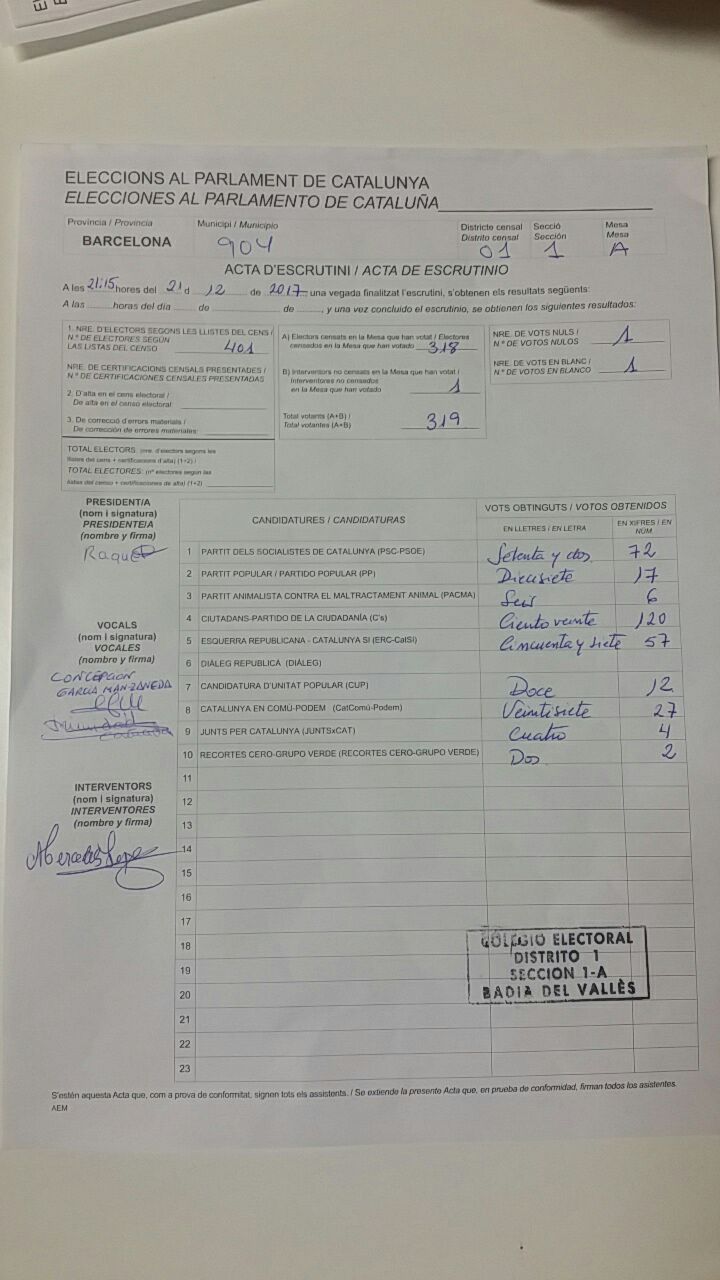 ELECCIONS AL PARLAMENT DE CATALUNYA
ELECCIONES AL PARLAMENTO DE CATALUÑA
Província / Provincia
BARCELONA
Municipi / Municipio
904
Districte censal
Distrito censal
01
Secció
Sección
1
Mesa
Mesa
A
ACTA D'ESCRUTINI / ACTA DE ESCRUTINIO
A les 21:15 hores del 21 d 12 de 2017 una vegada finalitzat l'escrutini, s'obtenen els resultats següents:
A las ........ horas del día ........ de ........ de ........, y una vez concluido el escrutinio, se obtienen los siguientes resultados:
1. NRE. D'ELECTORS SEGONS LES LLISTES DEL CENS /
N.º DE ELECTORES SEGÚN
LAS LISTAS DEL CENSO 401
NRE. DE CERTIFICACIONS CENSALS PRESENTADES /
N.º DE CERTIFICACIONES CENSALES PRESENTADAS
2. D'alta en el cens electoral /
De alta en el censo electoral:
3. De correcció d'errors materials /
De corrección de errores materiales:
TOTAL ELECTORS: (nre. d'electors segons les
llistes del cens + certificacions d'alta) (1+2) /
TOTAL ELECTORES: (nº electores según las
listas del censo + certificaciones de alta) (1+2)
A) Electors censats en la Mesa que han votat / Electores
censados en la Mesa que han votado 318
B) Interventors no censats en la Mesa que han votat /
Interventores no censados
en la Mesa que han votado 1
Total votants (A+B) /
Total votantes (A+B) 319
NRE. DE VOTS NULS /
N.º DE VOTOS NULOS 1
NRE. DE VOTS EN BLANC /
N.º DE VOTOS EN BLANCO 1
PRESIDENT/A
(nom i signatura)
PRESIDENTE/A
(nombre y firma)
Raquel
VOCALS
(nom i signatura)
VOCALES
(nombre y firma)
CONCEPCION
GARCIA MANZANEDA
INTERVENTORS
(nom i signatura)
INTERVENTORES
(nombre y firma)
Mercedes Lopez
CANDIDATURES / CANDIDATURAS
VOTS OBTINGUTS / VOTOS OBTENIDOS
EN LLETRES / EN LETRA
EN XIFRES / EN NÚM.
1 PARTIT DELS SOCIALISTES DE CATALUNYA (PSC-PSOE) Setenta y dos 72
2 PARTIT POPULAR / PARTIDO POPULAR (PP) Diecisiete 17
3 PARTIT ANIMALISTA CONTRA EL MALTRACTAMENT ANIMAL (PACMA) Seis 6
4 CIUTADANS-PARTIDO DE LA CIUDADANÍA (C's) Ciento veinte 120
5 ESQUERRA REPUBLICANA - CATALUNYA SÍ (ERC-CatSí) Cincuenta y siete 57
6 DIÀLEG REPUBLICÀ (DIÀLEG)
7 CANDIDATURA D'UNITAT POPULAR (CUP) Doce 12
8 CATALUNYA EN COMÚ-PODEM (CatComú-Podem) Veintisiete 27
9 JUNTS PER CATALUNYA (JUNTSxCAT) Cuatro 4
10 RECORTES CERO-GRUPO VERDE (RECORTES CERO-GRUPO VERDE) Dos 2
11
12
13
14
15
16
17
18
19
20
21
22
23
COLEGIO ELECTORAL
DISTRITO 1
SECCION 1-A
BADIA DEL VALLÈS
S'estén aquesta Acta que, com a prova de conformitat, signen tots els assistents. / Se extiende la presente Acta que, en prueba de conformidad, firman todos los asistentes.
AEM